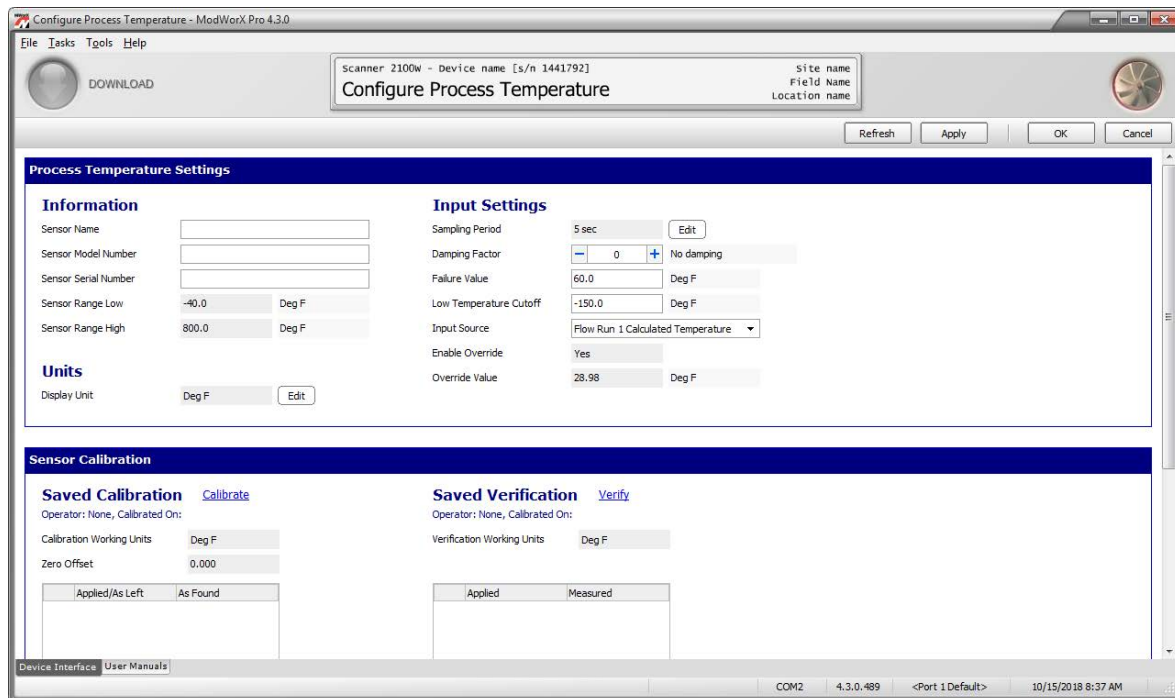 Configure Process Temperature - ModWorX Pro 4.3.0
File Tasks Tools Help
DOWNLOAD
Scanner 2100W - Device name [s/n 1441792]
Configure Process Temperature
Site name
Field Name
Location name
Refresh Apply OK Cancel
Process Temperature Settings
Information
Sensor Name
Sensor Model Number
Sensor Serial Number
Sensor Range Low -40.0 Deg F
Sensor Range High 800.0 Deg F
Units
Display Unit Deg F Edit
Input Settings
Sampling Period 5 sec Edit
Damping Factor − 0 + No damping
Failure Value 60.0 Deg F
Low Temperature Cutoff -150.0 Deg F
Input Source Flow Run 1 Calculated Temperature
Enable Override Yes
Override Value 28.98 Deg F
Sensor Calibration
Saved Calibration Calibrate
Operator: None, Calibrated On:
Calibration Working Units Deg F
Zero Offset 0.000
Applied/As Left As Found
Saved Verification Verify
Operator: None, Calibrated On:
Verification Working Units Deg F
Applied Measured
Device Interface User Manuals
COM2 4.3.0.489 <Port 1 Default> 10/15/2018 8:37 AM